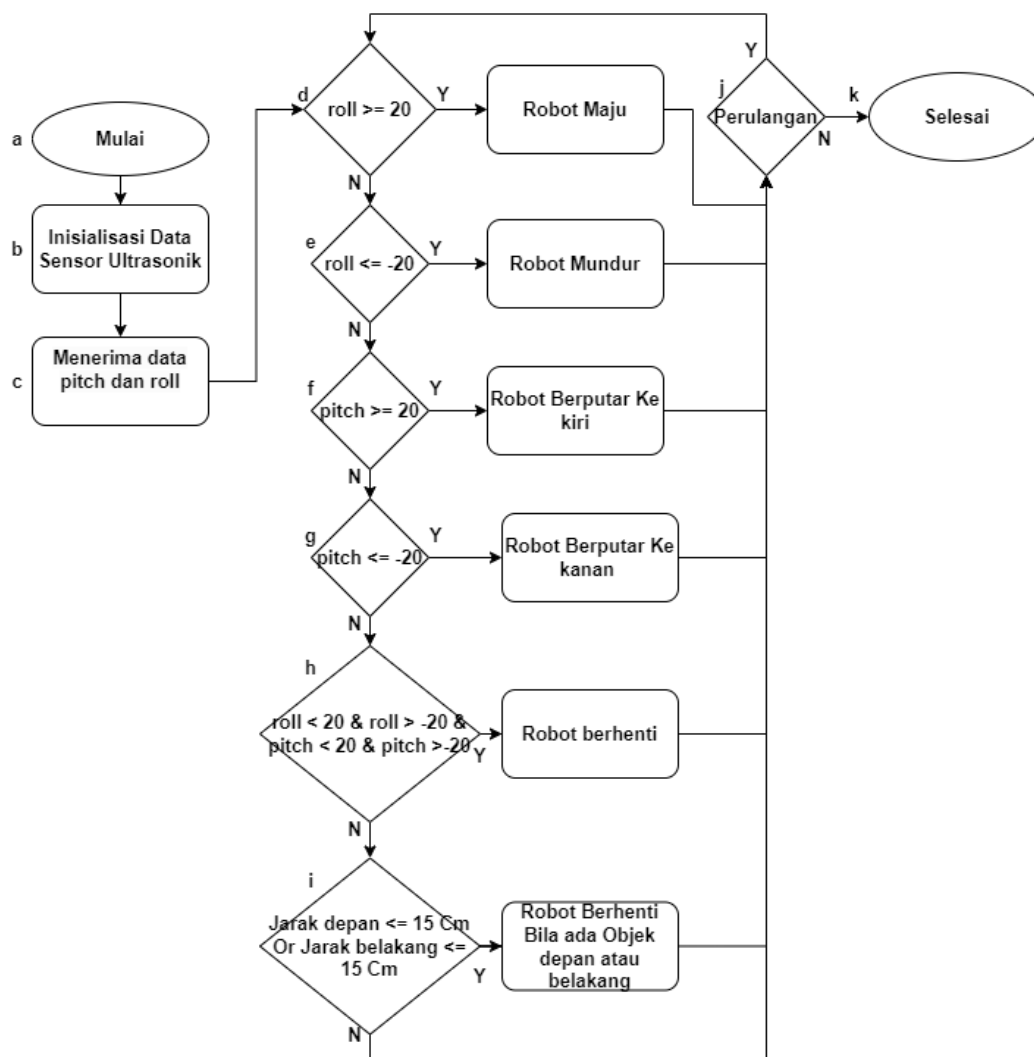 a
Mulai
b
Inisialisasi Data
Sensor Ultrasonik
c
Menerima data
pitch dan roll
d
roll >= 20
Y
Robot Maju
N
e
roll <= -20
Y
Robot Mundur
N
f
pitch >= 20
Y
Robot Berputar Ke
kiri
N
g
pitch <= -20
Y
Robot Berputar Ke
kanan
N
h
roll < 20 & roll > -20 &
pitch < 20 & pitch >-20
Y
Robot berhenti
N
i
Jarak depan <= 15 Cm
Or Jarak belakang <=
15 Cm
Y
Robot Berhenti
Bila ada Objek
depan atau
belakang
N
j
Perulangan
Y
N
k
Selesai